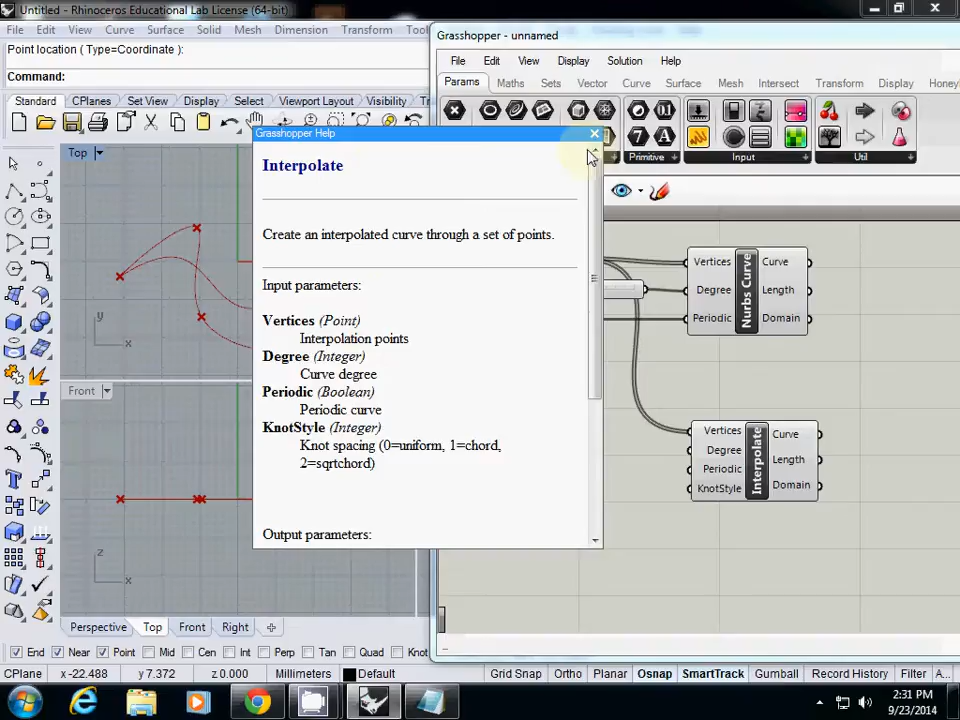 Untitled - Rhinoceros Educational Lab License (64-bit)
File Edit View Curve Surface Solid Mesh Dimension Transform Tools
Point location ( Type=Coordinate ):
Command:
Standard CPlanes Set View Display Select Viewport Layout Visibility
Top
y
x
Front
z
x
Perspective Top Front Right
End Near Point Mid Cen Int Perp Tan Quad Knot
CPlane x -22.488 y 7.372 z 0.000 Millimeters Default Grid Snap Ortho Planar Osnap SmartTrack Gumball Record History Filter A...
Grasshopper - unnamed
File Edit View Display Solution Help
Params Maths Sets Vector Curve Surface Mesh Intersect Transform Display Honey
Primitive Input Util
Grasshopper Help
Interpolate
Create an interpolated curve through a set of points.
Input parameters:
Vertices (Point)
Interpolation points
Degree (Integer)
Curve degree
Periodic (Boolean)
Periodic curve
KnotStyle (Integer)
Knot spacing (0=uniform, 1=chord,
2=sqrtchord)
Output parameters:
Vertices
Degree
Periodic
Nurbs Curve
Curve
Length
Domain
Vertices
Degree
Periodic
KnotStyle
Interpolate
Curve
Length
Domain
2:31 PM
9/23/2014